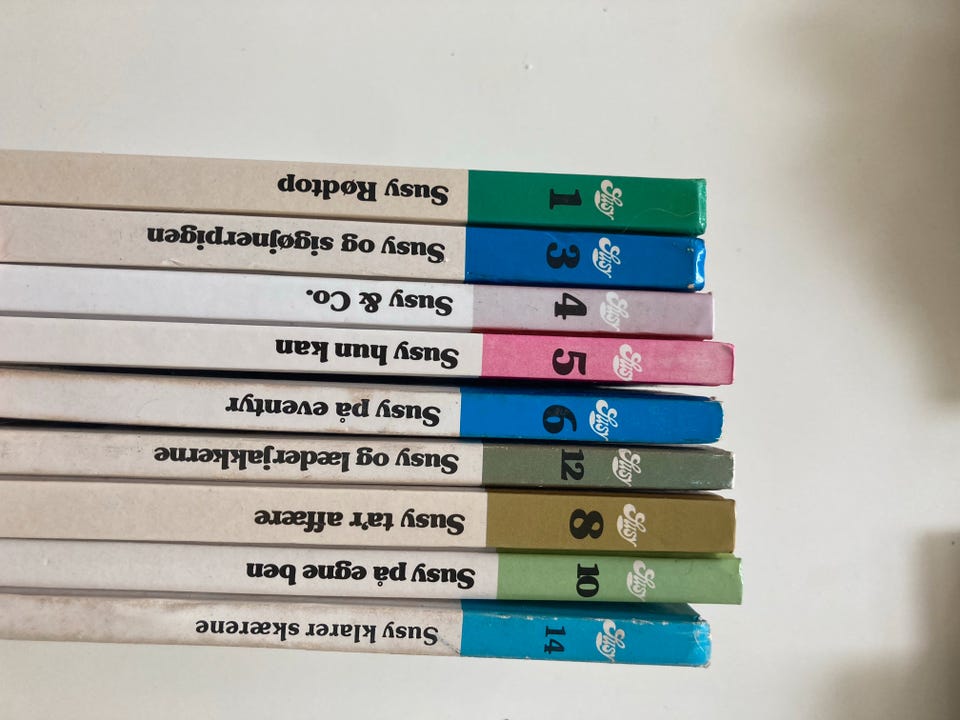 Susy 1 Susy Rødtop
Susy 3 Susy og sigøjnerpigen
Susy 4 Susy & Co.
Susy 5 Susy hun kan
Susy 6 Susy på eventyr
Susy 12 Susy og læderjakkerne
Susy 8 Susy ta'r affære
Susy 10 Susy på egne ben
Susy 14 Susy klarer skærene